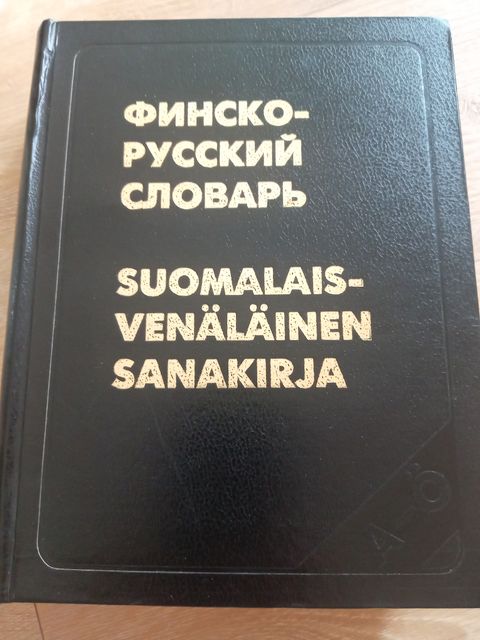 ФИНСКО-
РУССКИЙ
СЛОВАРЬ
SUOMALAIS-
VENÄLÄINEN
SANAKIRJA
A-Ö